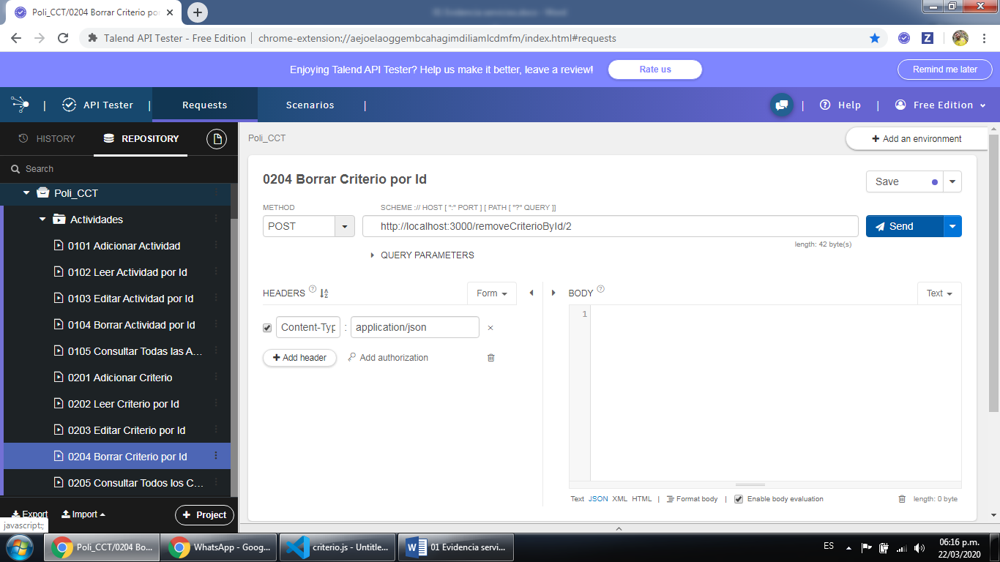 Poli_CCT/0204 Borrar Criterio po
01 Evidencia servicies.docx - Word
Talend API Tester - Free Edition
chrome-extension://aejoelaoggembcahagimdiliamlcdmfm/index.html#requests
Enjoying Talend API Tester? Help us make it better, leave a review!
Rate us
Remind me later
API Tester
Requests
Scenarios
Help
Free Edition
HISTORY
REPOSITORY
Search
Poli_CCT
Actividades
0101 Adicionar Actividad
0102 Leer Actividad por Id
0103 Editar Actividad por Id
0104 Borrar Actividad por Id
0105 Consultar Todas las A...
0201 Adicionar Criterio
0202 Leer Criterio por Id
0203 Editar Criterio por Id
0204 Borrar Criterio por Id
0205 Consultar Todos los C...
Export
Import
+ Project
javascript:;
Poli_CCT
+ Add an environment
0204 Borrar Criterio por Id
Save
METHOD
SCHEME :// HOST [ ":" PORT ] [ PATH [ "?" QUERY ]]
POST
http://localhost:3000/removeCriterioById/2
Send
length: 42 byte(s)
QUERY PARAMETERS
HEADERS
Form
Content-Typ : application/json
+ Add header
Add authorization
BODY
Text
1
Text JSON XML HTML | Format body | Enable body evaluation
length: 0 byte
Poli_CCT/0204 Bo...
WhatsApp - Goog...
criterio.js - Untitle...
01 Evidencia servi...
ES
06:16 p.m.
22/03/2020